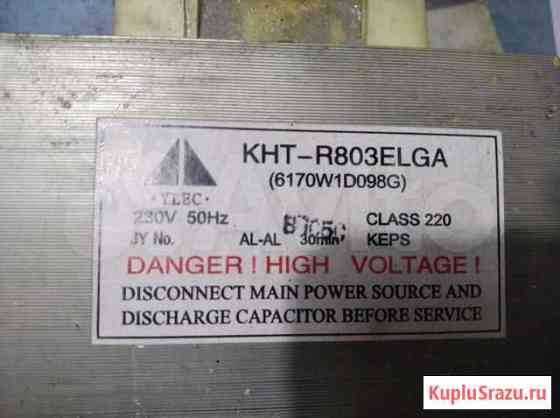 KHT-R803ELGA
(6170W1D098G)
· YLEC ·
230V 50Hz CLASS 220
JY No. AL-AL 30min KEPS
DANGER ! HIGH VOLTAGE !
DISCONNECT MAIN POWER SOURCE AND
DISCHARGE CAPACITOR BEFORE SERVICE
KupluSrazu.ru